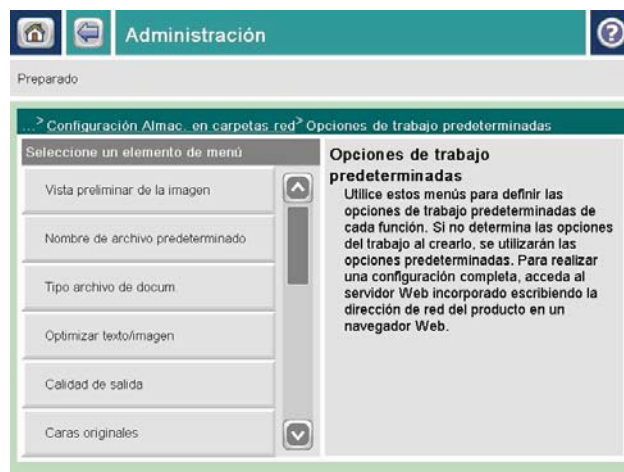 Administración
?
Preparado
...> Configuración Almac. en carpetas red> Opciones de trabajo predeterminadas
Seleccione un elemento de menú
Vista preliminar de la imagen
Nombre de archivo predeterminado
Tipo archivo de docum.
Optimizar texto/imagen
Calidad de salida
Caras originales
Opciones de trabajo
predeterminadas
Utilice estos menús para definir las
opciones de trabajo predeterminadas de
cada función. Si no determina las opciones
del trabajo al crearlo, se utilizarán las
opciones predeterminadas. Para realizar
una configuración completa, acceda al
servidor Web incorporado escribiendo la
dirección de red del producto en un
navegador Web.